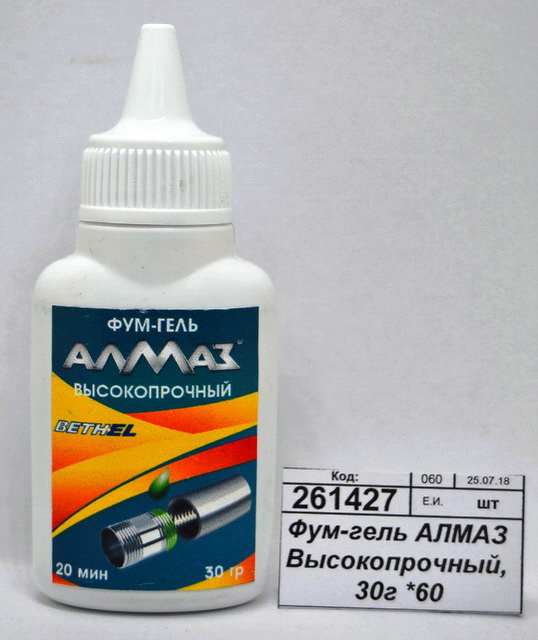 ФУМ-ГЕЛЬ
АЛМАЗ
ВЫСОКОПРОЧНЫЙ
BETHEL
20 МИН
30 ГР
Код: 060 25.07.18
261427 Е.И. шт
Фум-гель АЛМАЗ
Высокопрочный,
30г *60